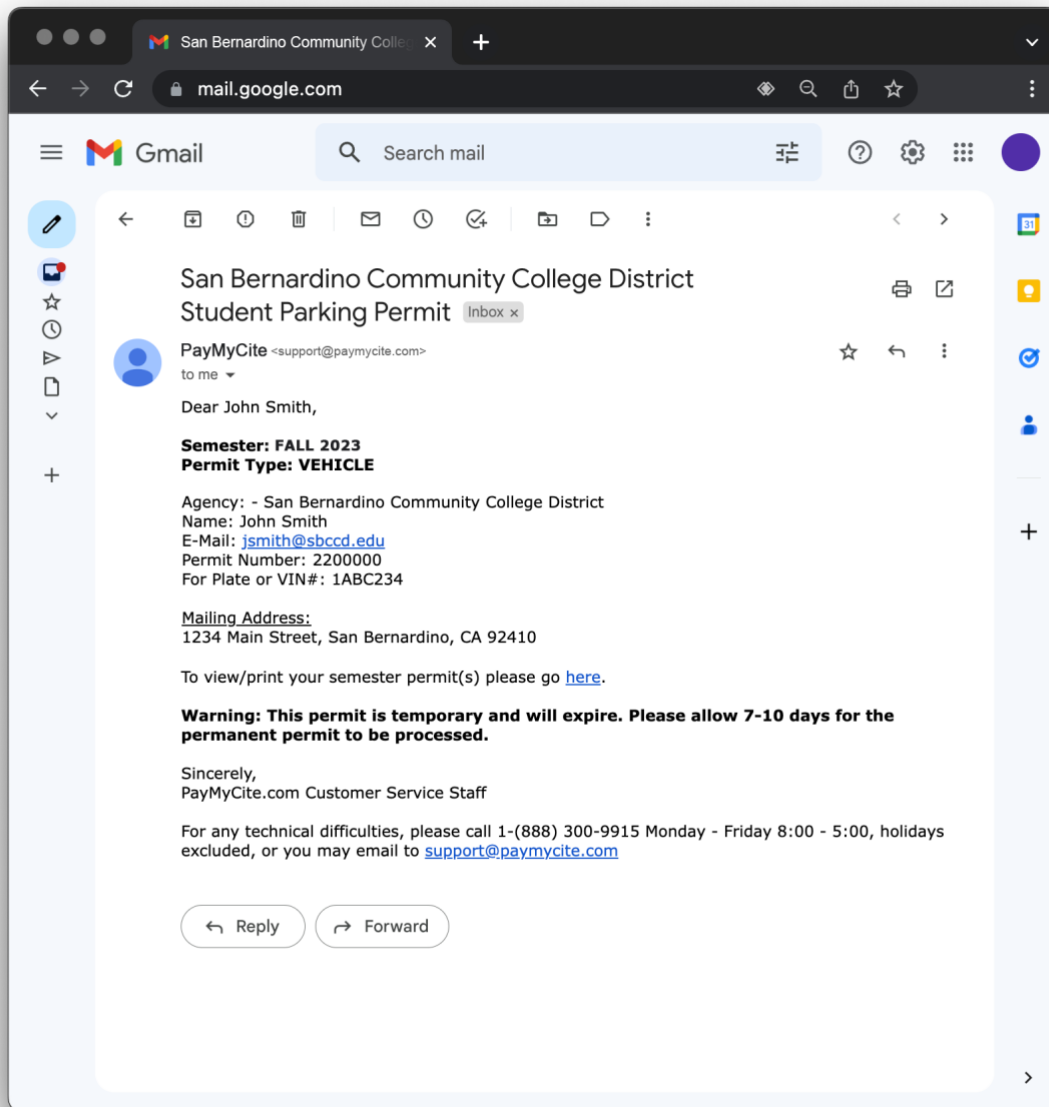 San Bernardino Community Colleg
mail.google.com
Gmail
Search mail
31
San Bernardino Community College District
Student Parking Permit Inbox ×
PayMyCite <support@paymycite.com>
to me
Dear John Smith,
Semester: FALL 2023
Permit Type: VEHICLE
Agency: - San Bernardino Community College District
Name: John Smith
E-Mail: jsmith@sbccd.edu
Permit Number: 2200000
For Plate or VIN#: 1ABC234
Mailing Address:
1234 Main Street, San Bernardino, CA 92410
To view/print your semester permit(s) please go here.
Warning: This permit is temporary and will expire. Please allow 7-10 days for the
permanent permit to be processed.
Sincerely,
PayMyCite.com Customer Service Staff
For any technical difficulties, please call 1-(888) 300-9915 Monday - Friday 8:00 - 5:00, holidays
excluded, or you may email to support@paymycite.com
Reply Forward